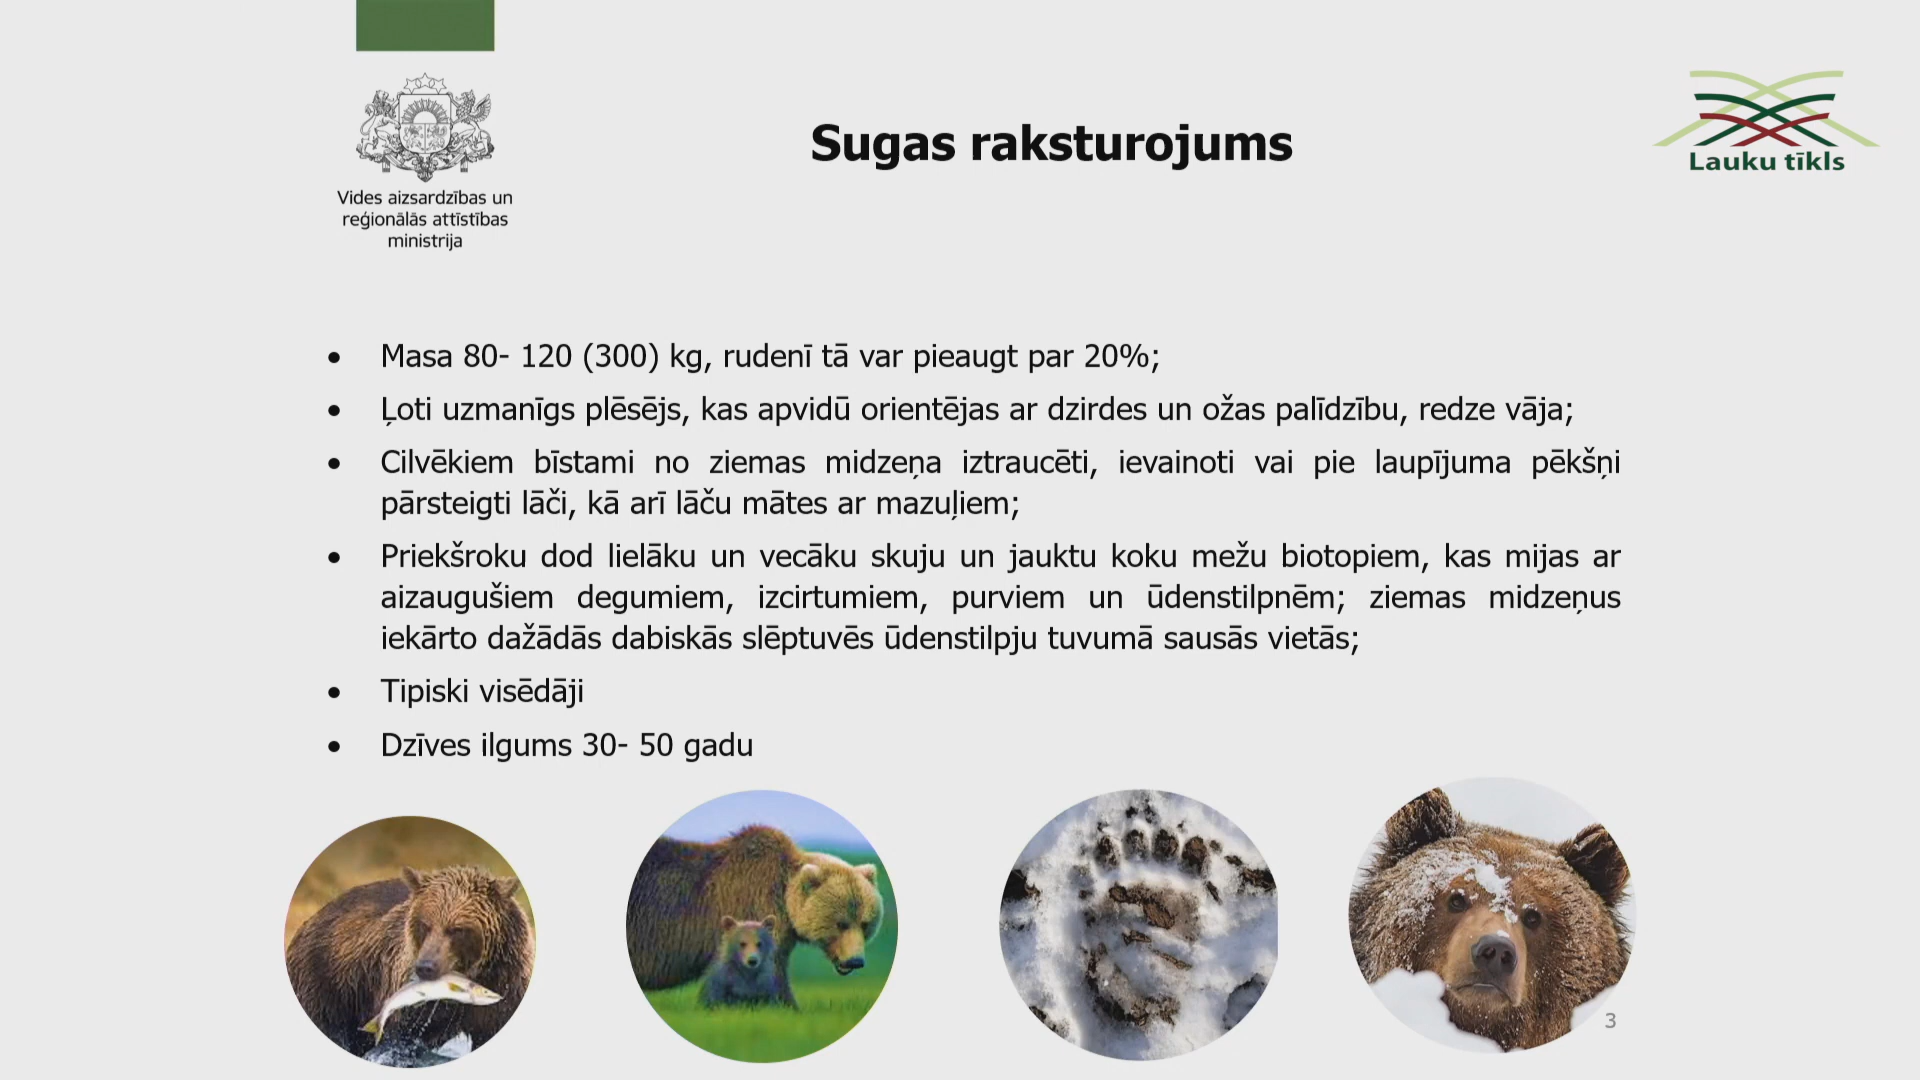 Vides aizsardzības un
reģionālās attīstības
ministrija
Sugas raksturojums
Lauku tīkls
• Masa 80- 120 (300) kg, rudenī tā var pieaugt par 20%;
• Ļoti uzmanīgs plēsējs, kas apvidū orientējas ar dzirdes un ožas palīdzību, redze vāja;
• Cilvēkiem bīstami no ziemas midzeņa iztraucēti, ievainoti vai pie laupījuma pēkšņi
pārsteigti lāči, kā arī lāču mātes ar mazuļiem;
• Priekšroku dod lielāku un vecāku skuju un jauktu koku mežu biotopiem, kas mijas ar
aizaugušiem degumiem, izcirtumiem, purviem un ūdenstilpnēm; ziemas midzeņus
iekārto dažādās dabiskās slēptuvēs ūdenstilpju tuvumā sausās vietās;
• Tipiski visēdāji
• Dzīves ilgums 30- 50 gadu
3